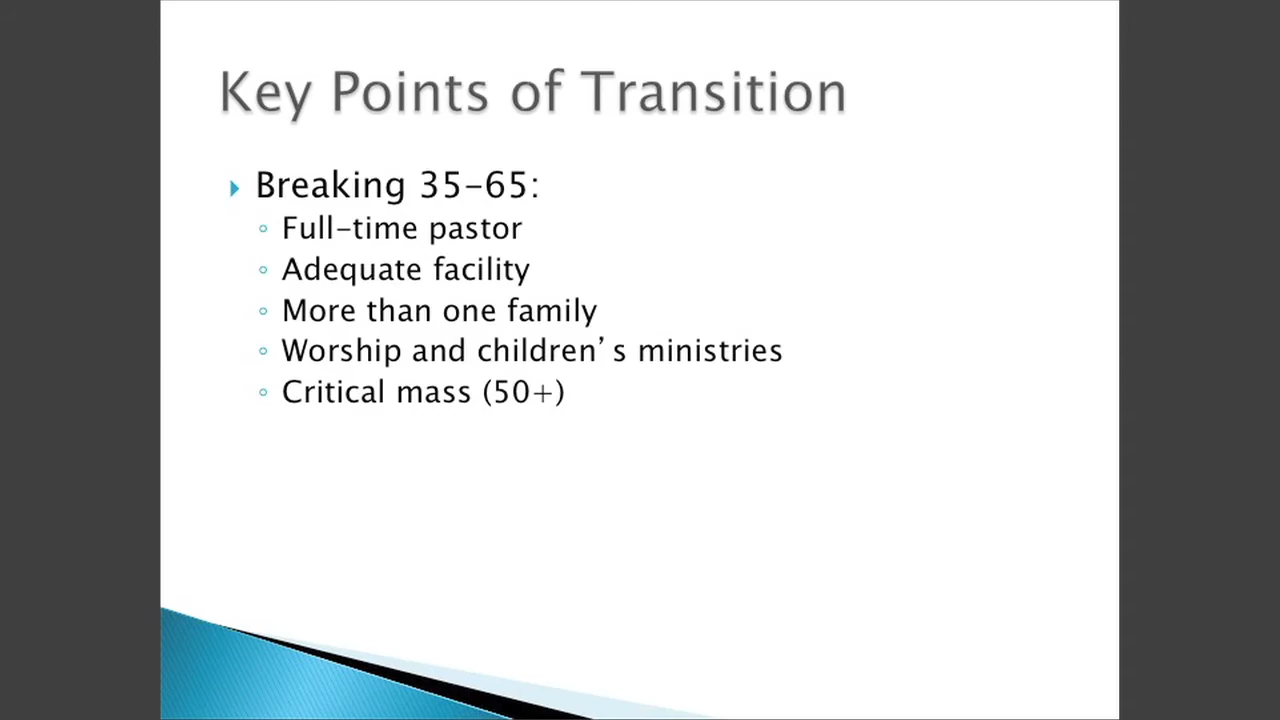 Key Points of Transition
Breaking 35-65:
Full-time pastor
Adequate facility
More than one family
Worship and children’s ministries
Critical mass (50+)